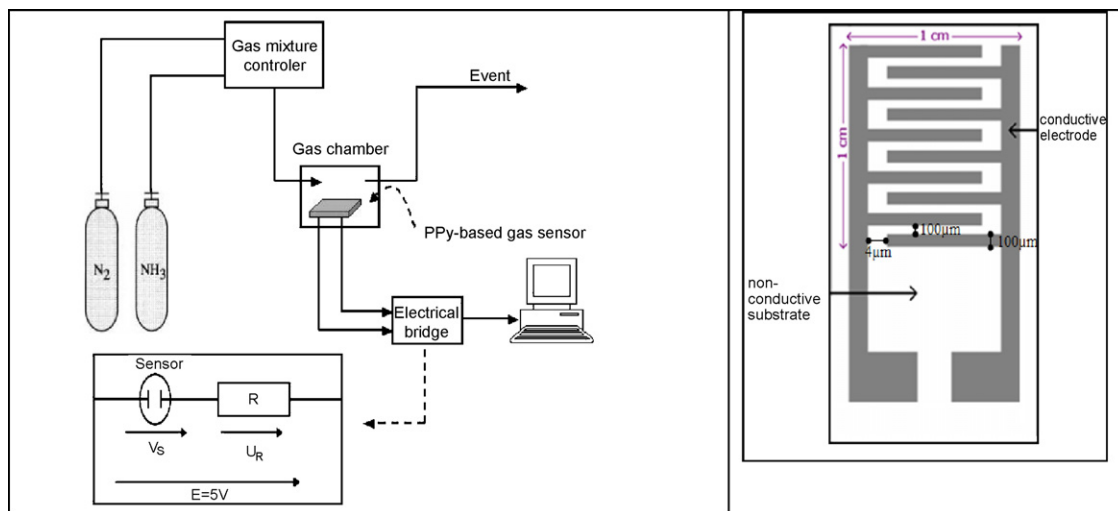 Gas mixture
controler
Event
Gas chamber
PPy-based gas sensor
N2
NH3
Electrical
bridge
Sensor
R
VS
UR
E=5V
1 cm
1 cm
conductive
electrode
100µm
100µm
4µm
non-
conductive
substrate